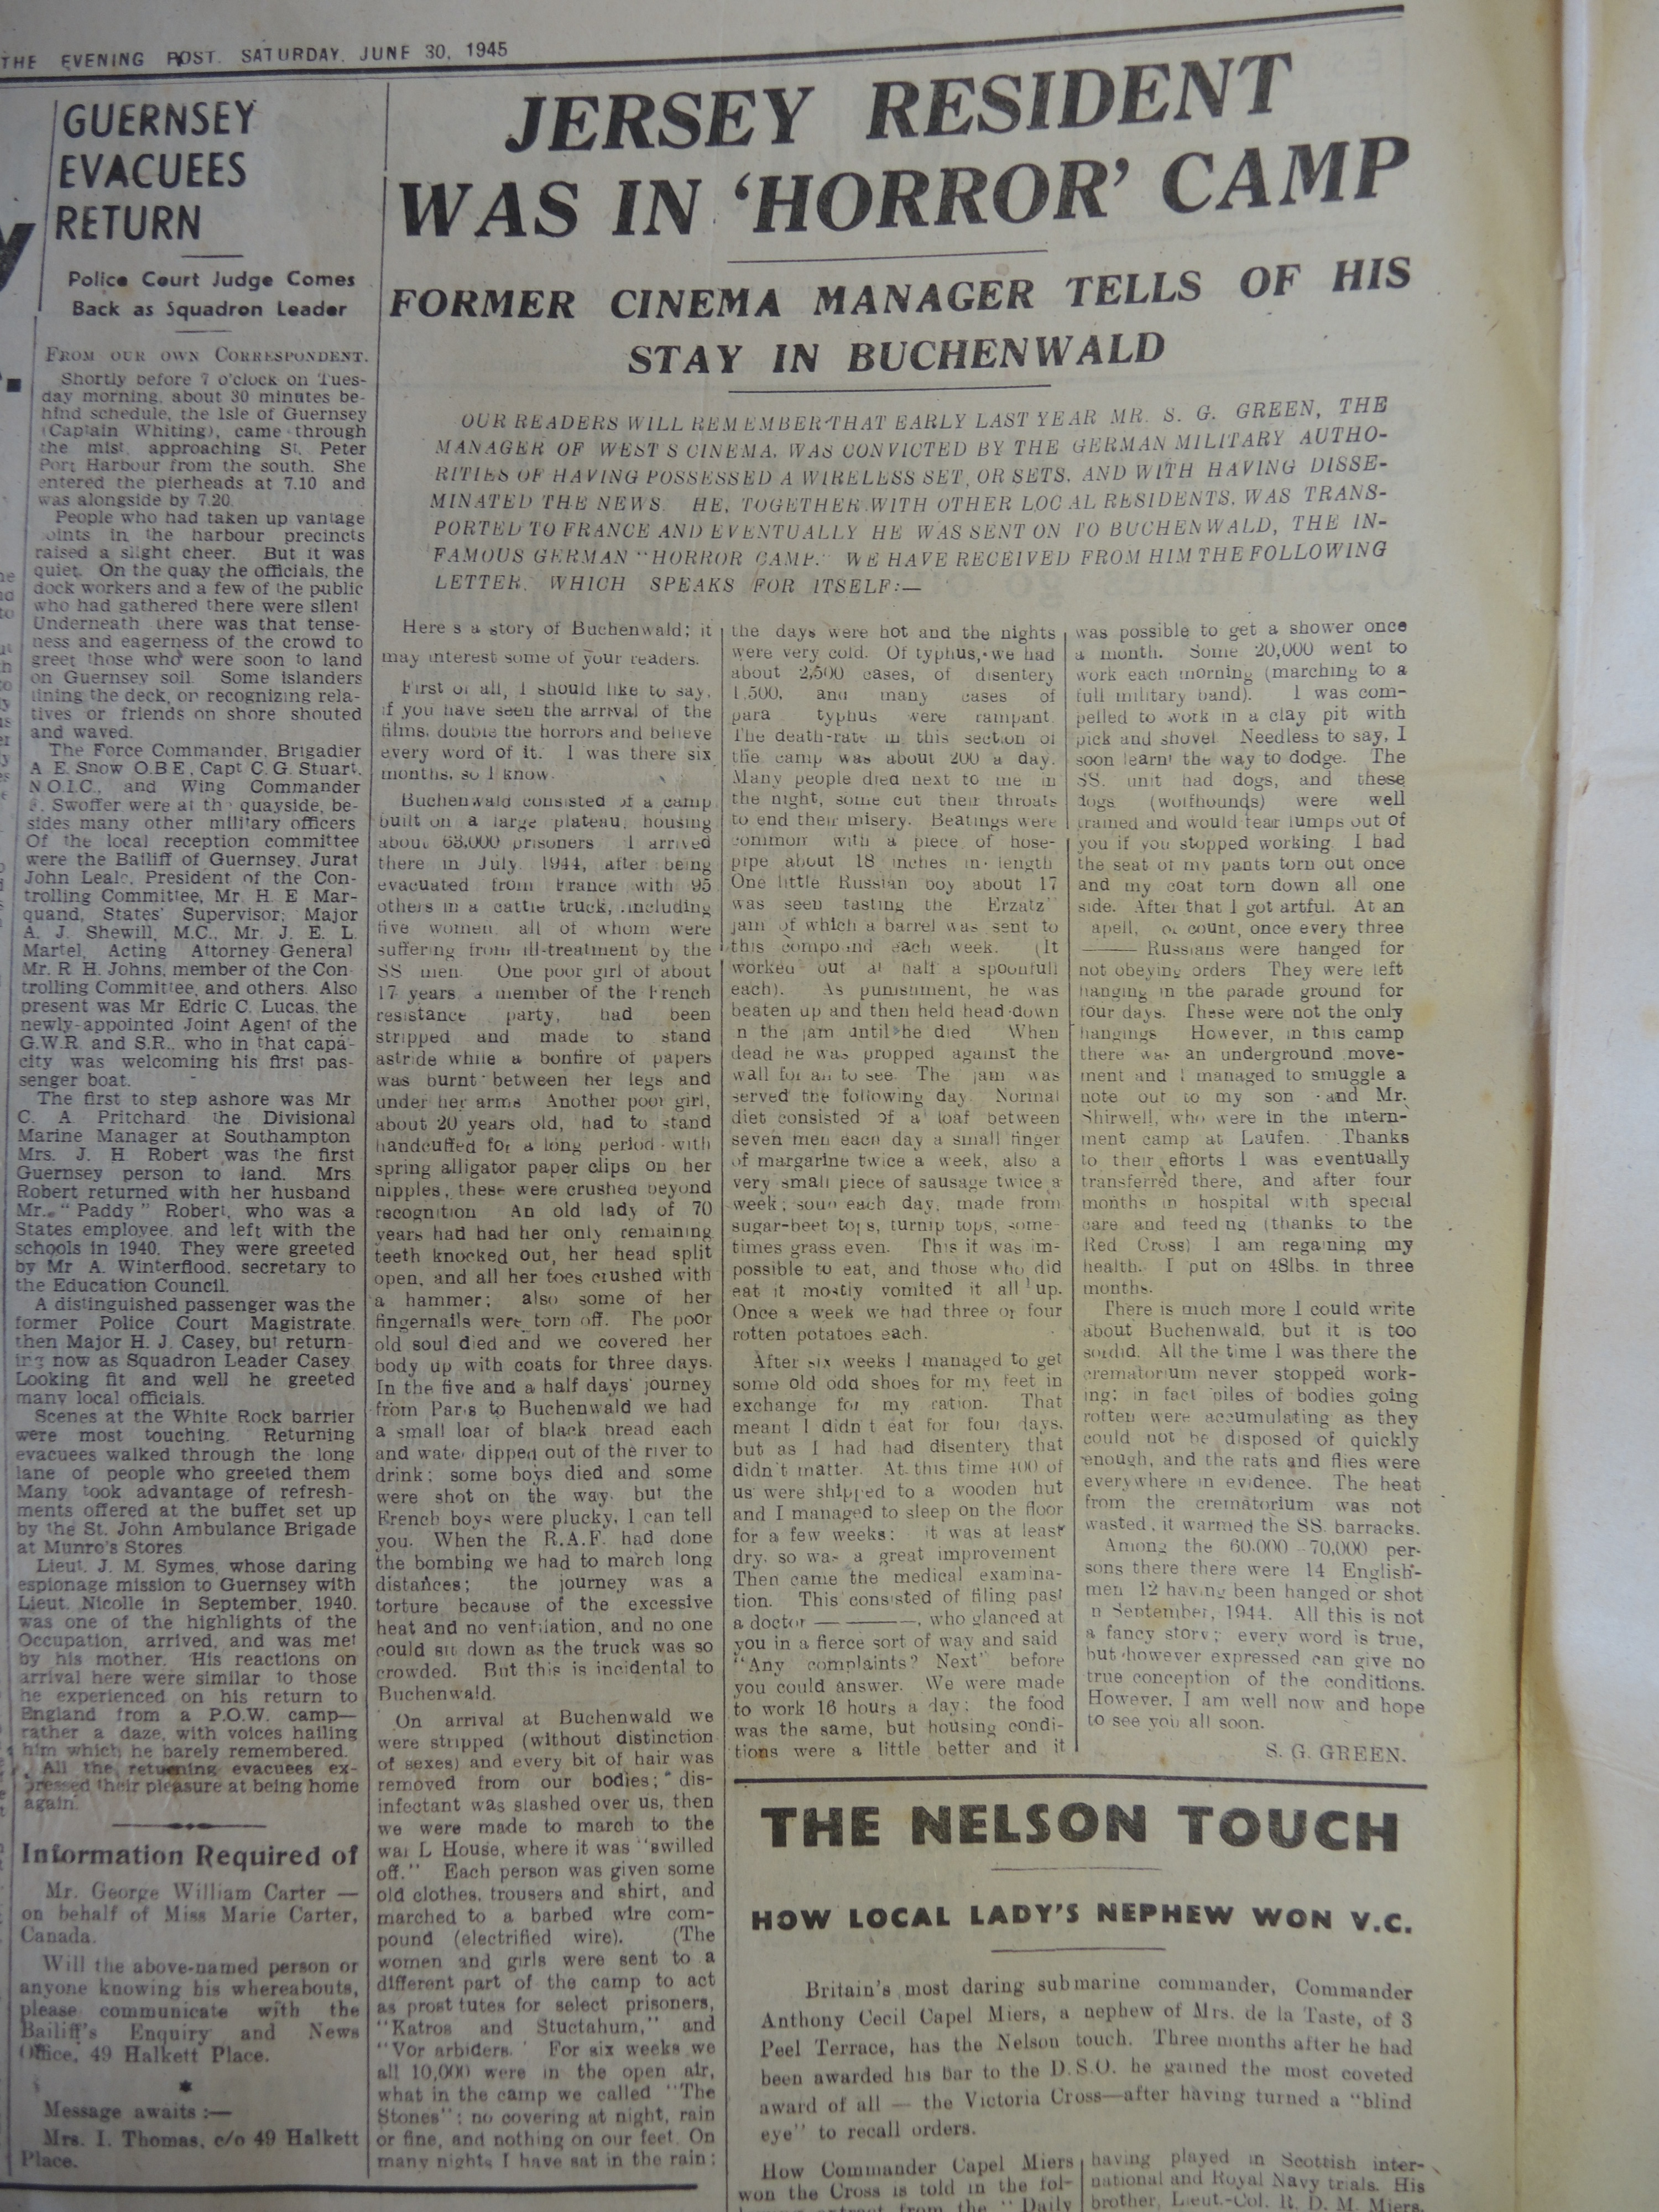 THE EVENING POST, SATURDAY, JUNE 30, 1945
GUERNSEY
EVACUEES
RETURN
Police Court Judge Comes
Back as Squadron Leader
FROM OUR OWN CORRESPONDENT.
Shortly before 7 o'clock on Tues-
day morning, about 30 minutes be-
hind schedule, the Isle of Guernsey
(Captain Whiting), came through
the mist, approaching St. Peter
Port Harbour from the south. She
entered the pierheads at 7.10 and
was alongside by 7.20.
People who had taken up vantage
oints in the harbour precincts
raised a slight cheer. But it was
quiet. On the quay the officials, the
dock workers and a few of the public
who had gathered there were silent
Underneath there was that tense-
ness and eagerness of the crowd to
greet those who were soon to land
on Guernsey soil. Some islanders
lining the deck, on recognizing rela-
tives or friends on shore shouted
and waved.
The Force Commander, Brigadier
A. E. Snow O.B.E., Capt C. G. Stuart,
N.O.I.C., and Wing Commander
Swoffer were at the quayside, be-
sides many other military officers
Of the local reception committee
were the Bailiff of Guernsey, Jurat
John Leale, President of the Con-
trolling Committee, Mr. H. E Mar-
quand, States' Supervisor; Major
A. J. Shewill, M.C., Mr. J. E. L.
Martel, Acting Attorney-General
Mr. R. H. Johns, member of the Con-
trolling Committee, and others. Also
present was Mr Edric C. Lucas, the
newly-appointed Joint Agent of the
G.W.R. and S.R., who in that capa-
city was welcoming his first pas-
senger boat.
The first to step ashore was Mr
C. A. Pritchard the Divisional
Marine Manager at Southampton
Mrs. J. H. Robert was the first
Guernsey person to land. Mrs
Robert returned with her husband
Mr. "Paddy" Robert, who was a
States employee, and left with the
schools in 1940. They were greeted
by Mr A. Winterflood, secretary to
the Education Council.
A distinguished passenger was the
former Police Court Magistrate,
then Major H. J. Casey, but return-
ing now as Squadron Leader Casey
Looking fit and well he greeted
many local officials.
Scenes at the White Rock barrier
were most touching. Returning
evacuees walked through the long
lane of people who greeted them
Many took advantage of refresh-
ments offered at the buffet set up
by the St. John Ambulance Brigade
at Munro's Stores
Lieut. J. M. Symes, whose daring
espionage mission to Guernsey with
Lieut. Nicolle in September, 1940.
was one of the highlights of the
Occupation, arrived, and was met
by his mother. His reactions on
arrival here were similar to those
he experienced on his return to
England from a P.O.W. camp—
rather a daze, with voices hailing
him which he barely remembered.
All the returning evacuees ex-
pressed their pleasure at being home
again.
Information Required of
Mr. George William Carter —
on behalf of Miss Marie Carter,
Canada.
Will the above-named person or
anyone knowing his whereabouts,
please communicate with the
Bailiff's Enquiry and News
Office, 49 Halkett Place.
*
Message awaits :—
Mrs. I. Thomas, c/o 49 Halkett
Place.
JERSEY RESIDENT
WAS IN 'HORROR' CAMP
FORMER CINEMA MANAGER TELLS OF HIS
STAY IN BUCHENWALD
OUR READERS WILL REMEMBER THAT EARLY LAST YEAR MR. S. G. GREEN, THE
MANAGER OF WEST'S CINEMA, WAS CONVICTED BY THE GERMAN MILITARY AUTHO-
RITIES OF HAVING POSSESSED A WIRELESS SET, OR SETS, AND WITH HAVING DISSE-
MINATED THE NEWS. HE, TOGETHER WITH OTHER LOCAL RESIDENTS, WAS TRANS-
PORTED TO FRANCE AND EVENTUALLY HE WAS SENT ON TO BUCHENWALD, THE IN-
FAMOUS GERMAN "HORROR CAMP." WE HAVE RECEIVED FROM HIM THE FOLLOWING
LETTER, WHICH SPEAKS FOR ITSELF:—
Here s a story of Buchenwald; it
may interest some of your readers.
First of all, I should like to say,
if you have seen the arrival of the
films, double the horrors and believe
every word of it. I was there six
months, so I know.
Buchenwald consisted of a camp
built on a large plateau, housing
about 63,000 prisoners I arrived
there in July, 1944, after being
evacuated from France with 95
others in a cattle truck, including
five women, all of whom were
suffering from ill-treatment by the
SS men. One poor girl of about
17 years, a member of the French
resistance party, had been
stripped and made to stand
astride while a bonfire of papers
was burnt between her legs and
under her arms Another poor girl,
about 20 years old, had to stand
handcuffed for a long period with
spring alligator paper clips on her
nipples, these were crushed beyond
recognition An old lady of 70
years had had her only remaining
teeth knocked out, her head split
open, and all her toes crushed with
a hammer; also some of her
fingernails were torn off. The poor
old soul died and we covered her
body up with coats for three days.
In the five and a half days' journey
from Paris to Buchenwald we had
a small loaf of black bread each
and water dipped out of the river to
drink; some boys died and some
were shot on the way, but the
French boys were plucky, I can tell
you. When the R.A.F. had done
the bombing we had to march long
distances; the journey was a
torture because of the excessive
heat and no ventilation, and no one
could sit down as the truck was so
crowded. But this is incidental to
Buchenwald.
On arrival at Buchenwald we
were stripped (without distinction
of sexes) and every bit of hair was
removed from our bodies; dis-
infectant was slashed over us, then
we were made to march to the
House, where it was "swilled
off." Each person was given some
old clothes, trousers and shirt, and
marched to a barbed wire com-
pound (electrified wire). (The
women and girls were sent to a
different part of the camp to act
as prostitutes for select prisoners,
"Katros and Stuctahum," and
"Vor arbiders." For six weeks we
all 10,000 were in the open air,
what in the camp we called "The
Stones"; no covering at night, rain
or fine, and nothing on our feet. On
many nights I have sat in the rain;
the days were hot and the nights
were very cold. Of typhus, we had
about 2,500 cases, of disentery
1,500, and many cases of
para typhus were rampant.
The death-rate in this section of
the camp was about 200 a day.
Many people died next to me in
the night, some cut their throats
to end their misery. Beatings were
common with a piece of hose-
pipe about 18 inches in length
One little Russian boy about 17
was seen tasting the Erzatz"
jam of which a barrel was sent to
this compound each week. (It
worked out at half a spoonfull
each). As punishment, he was
beaten up and then held head-down
in the jam until he died When
dead he was propped against the
wall for all to see The jam was
served the following day. Normal
diet consisted of a loaf between
seven men each day a small finger
of margarine twice a week, also a
very small piece of sausage twice a
week; soup each day, made from
sugar-beet tops, turnip tops, some-
times grass even. This it was im-
possible to eat, and those who did
eat it mostly vomited it all up.
Once a week we had three or four
rotten potatoes each.
After six weeks I managed to get
some old odd shoes for my feet in
exchange for my ration. That
meant I didn't eat for four days,
but as I had had disentery that
didn't matter. At this time 400 of
us were shipped to a wooden hut
and I managed to sleep on the floor
for a few weeks; it was at least
dry, so was a great improvement
Then came the medical examina-
tion. This consisted of filing past
a doctor — ———, who glanced at
you in a fierce sort of way and said
"Any complaints? Next" before
you could answer. We were made
to work 16 hours a day; the food
was the same, but housing condi-
tions were a little better and it
was possible to get a shower once
a month. Some 20,000 went to
work each morning (marching to a
full military band). I was com-
pelled to work in a clay pit with
pick and shovel Needless to say, I
soon learnt the way to dodge. The
SS. unit had dogs, and these
dogs (wolfhounds) were well
trained and would tear lumps out of
you if you stopped working. I had
the seat of my pants torn out once
and my coat torn down all one
side. After that I got artful. At an
apell, or count, once every three
——— Russians were hanged for
not obeying orders They were left
hanging in the parade ground for
four days. These were not the only
hangings However, in this camp
there was an underground move-
ment and I managed to smuggle a
note out to my son and Mr.
Shirwell, who were in the intern-
ment camp at Laufen. Thanks
to their efforts I was eventually
transferred there, and after four
months in hospital with special
care and feeding (thanks to the
Red Cross) I am regaining my
health. I put on 48lbs. in three
months.
There is much more I could write
about Buchenwald, but it is too
sordid. All the time I was there the
crematorium never stopped work-
ing; in fact piles of bodies going
rotten were accumulating as they
could not be disposed of quickly
enough, and the rats and flies were
everywhere in evidence. The heat
from the crematorium was not
wasted, it warmed the SS. barracks.
Among the 60,000 - 70,000 per-
sons there there were 14 English-
men 12 having been hanged or shot
in September, 1944. All this is not
a fancy story; every word is true,
but however expressed can give no
true conception of the conditions.
However, I am well now and hope
to see you all soon.
S. G. GREEN.
THE NELSON TOUCH
HOW LOCAL LADY'S NEPHEW WON V.C.
Britain's most daring submarine commander, Commander
Anthony Cecil Capel Miers, a nephew of Mrs. de la Taste, of 3
Peel Terrace, has the Nelson touch. Three months after he had
been awarded his bar to the D.S.O. he gained the most coveted
award of all — the Victoria Cross—after having turned a "blind
eye" to recall orders.
How Commander Capel Miers
won the Cross is told in the fol-
from the "Daily
having played in Scottish inter-
national and Royal Navy trials. His
brother, Lieut.-Col. R. D. M. Miers,